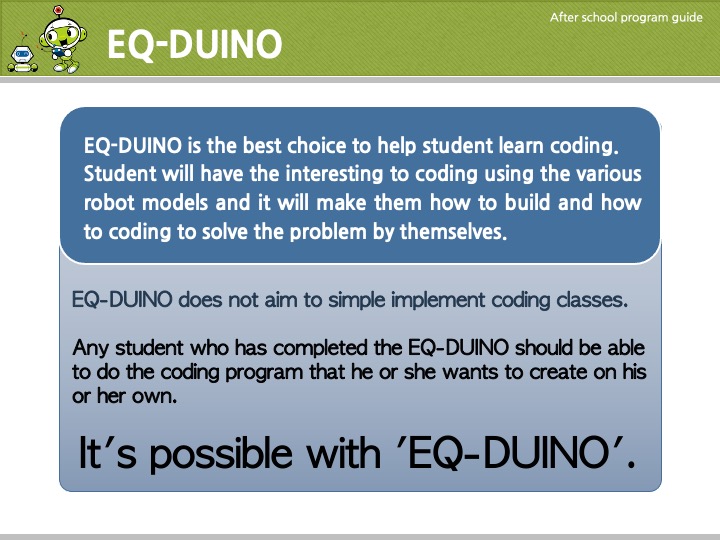 After school program guide
EQ-DUINO
EQ-DUINO is the best choice to help student learn coding.
Student will have the interesting to coding using the various
robot models and it will make them how to build and how
to coding to solve the problem by themselves.
EQ-DUINO does not aim to simple implement coding classes.
Any student who has completed the EQ-DUINO should be able
to do the coding program that he or she wants to create on his
or her own.
It's possible with 'EQ-DUINO'.